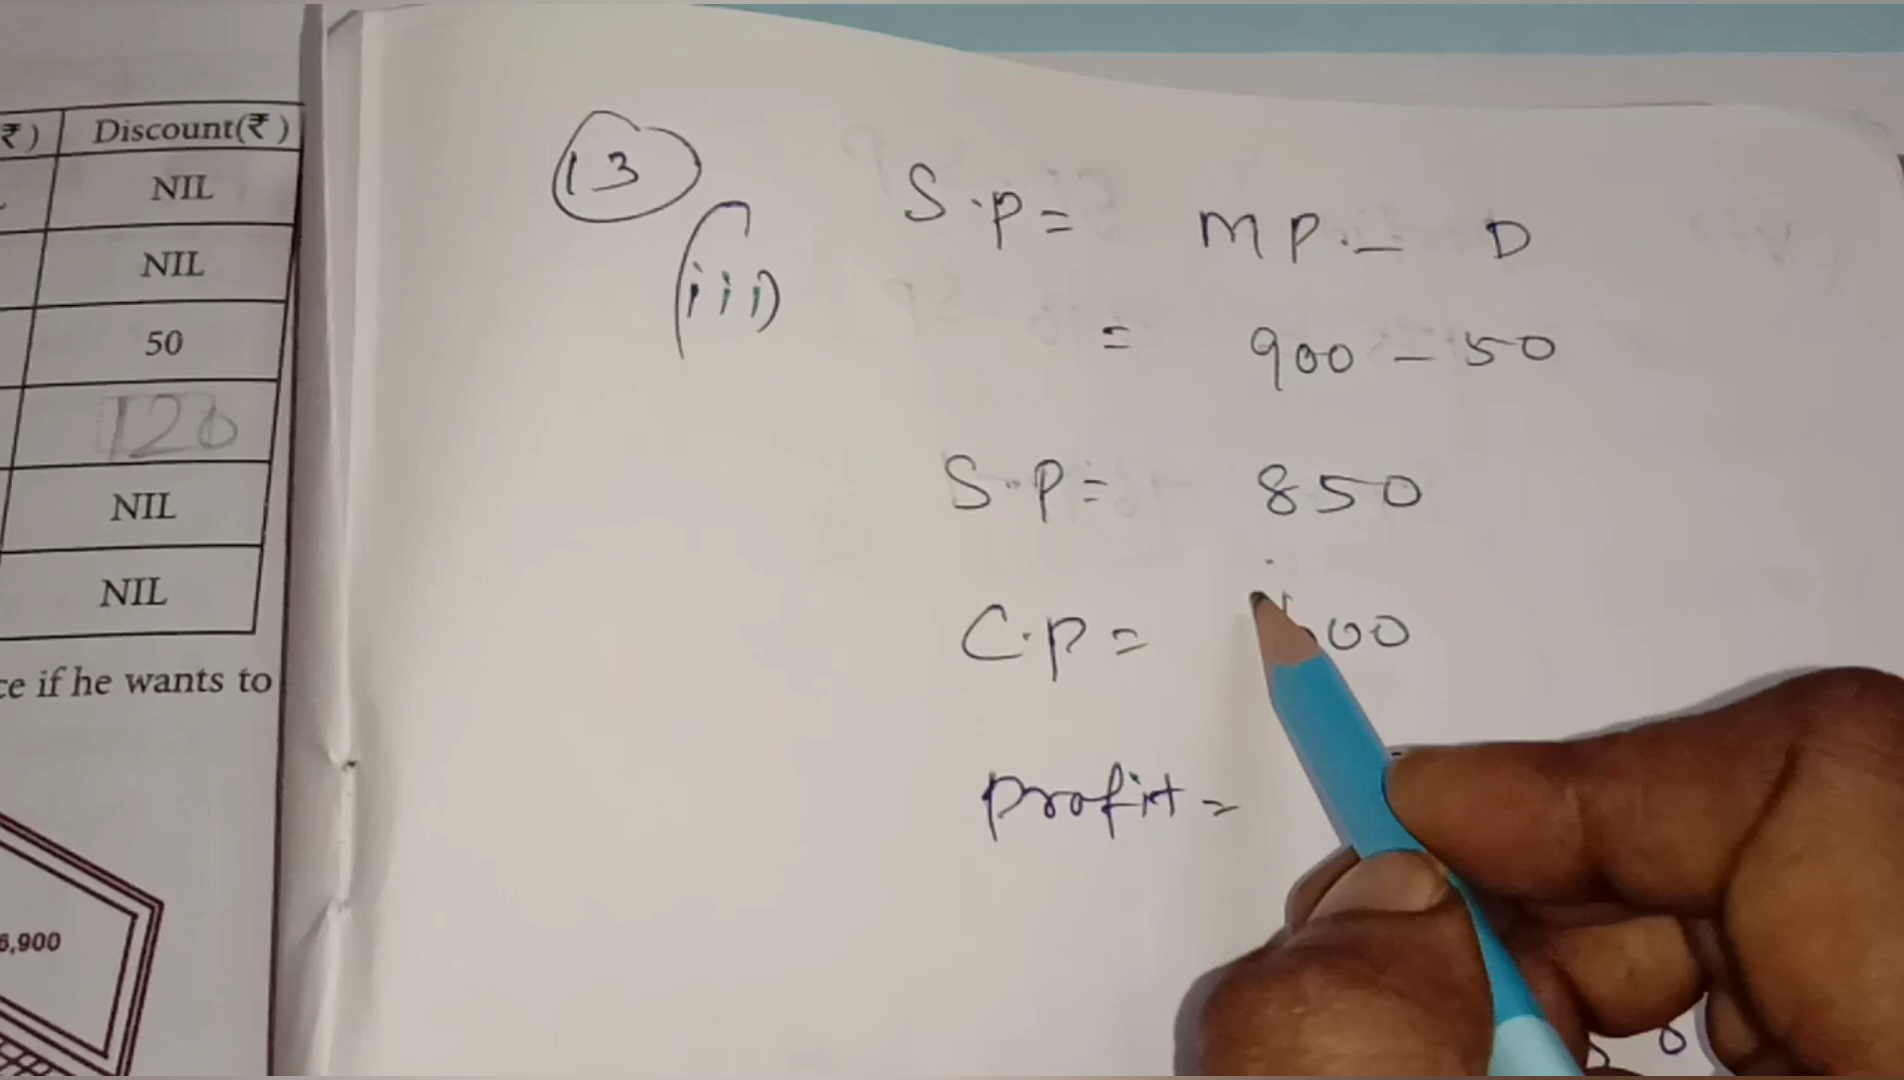 ₹) Discount(₹)
NIL
NIL
50
120
NIL
NIL
if he wants to
6,900
13
(iii)
S.P = MP. - D
= 900 - 50
S.P = 850
C.P = 00
Profit =